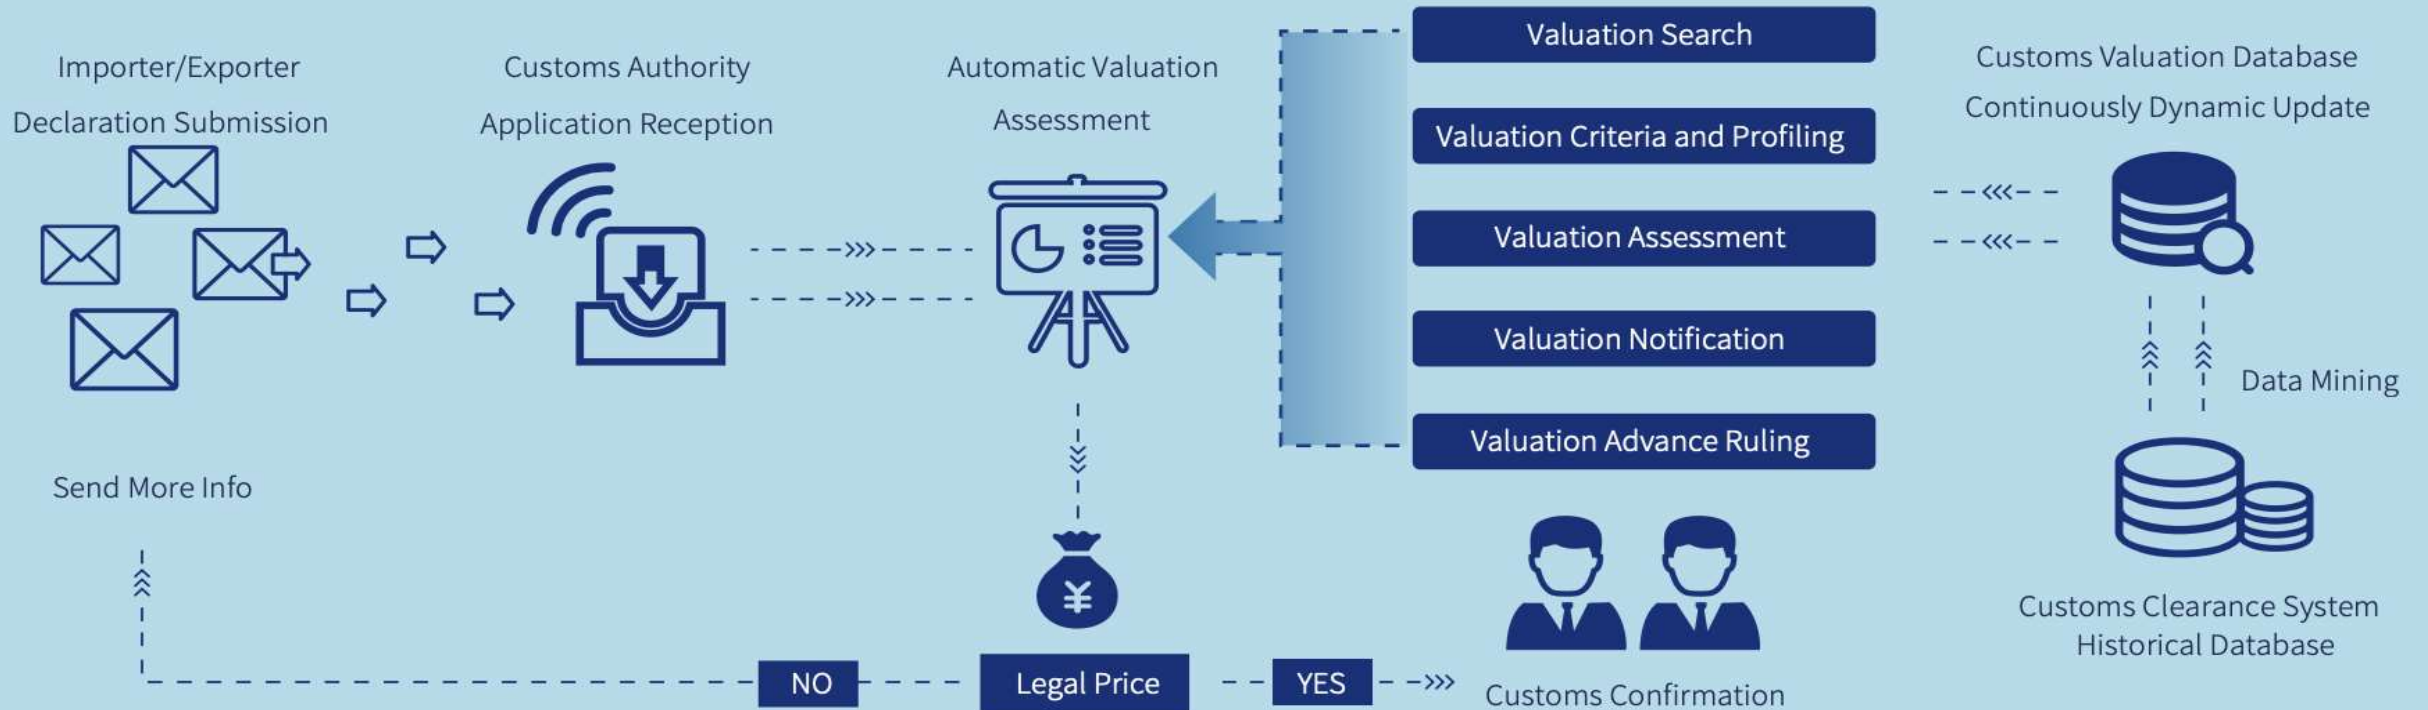 Importer/Exporter
Declaration Submission
Customs Authority
Application Reception
Automatic Valuation
Assessment
Valuation Search
Valuation Criteria and Profiling
Valuation Assessment
Valuation Notification
Valuation Advance Ruling
Customs Valuation Database
Continuously Dynamic Update
Data Mining
Customs Clearance System
Historical Database
Send More Info
¥
NO
Legal Price
YES
Customs Confirmation